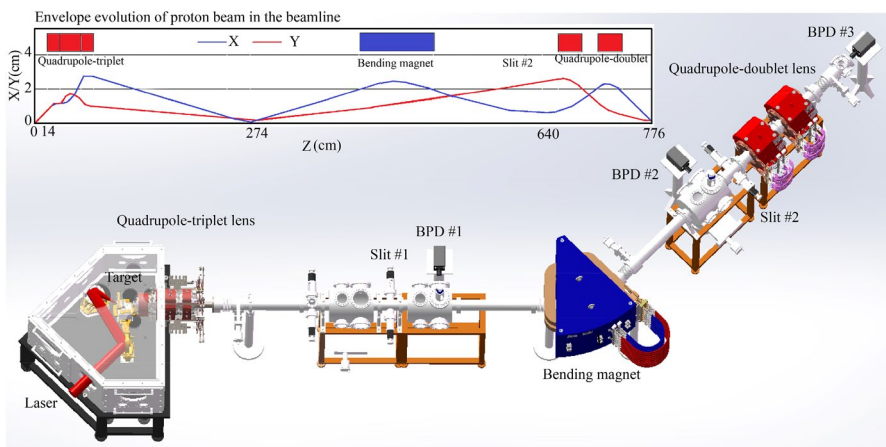 Envelope evolution of proton beam in the beamline
X
Y
Quadrupole-triplet
Bending magnet
Slit #2
Quadrupole-doublet
4
2
0
X/Y(cm)
0 14
274
640
776
Z (cm)
BPD #3
Quadrupole-doublet lens
BPD #2
Slit #2
Quadrupole-triplet lens
BPD #1
Slit #1
Target
Laser
Bending magnet